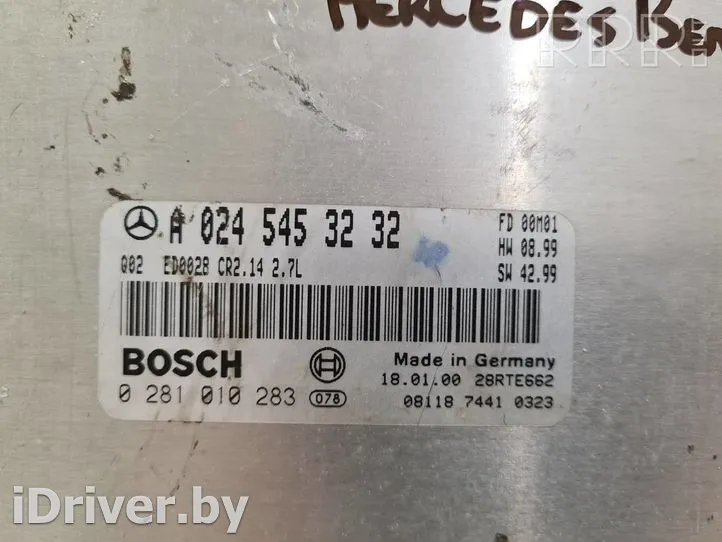 MERCEDES BEN
RRR
A 024 545 32 32
FD 00M01
HW 08.99
SW 42.99
Q02 ED0028 CR2.14 2.7L
BOSCH
Made in Germany
0 281 010 283 078
18.01.00 28RTE662
08118 7441 0323
iDriver.by